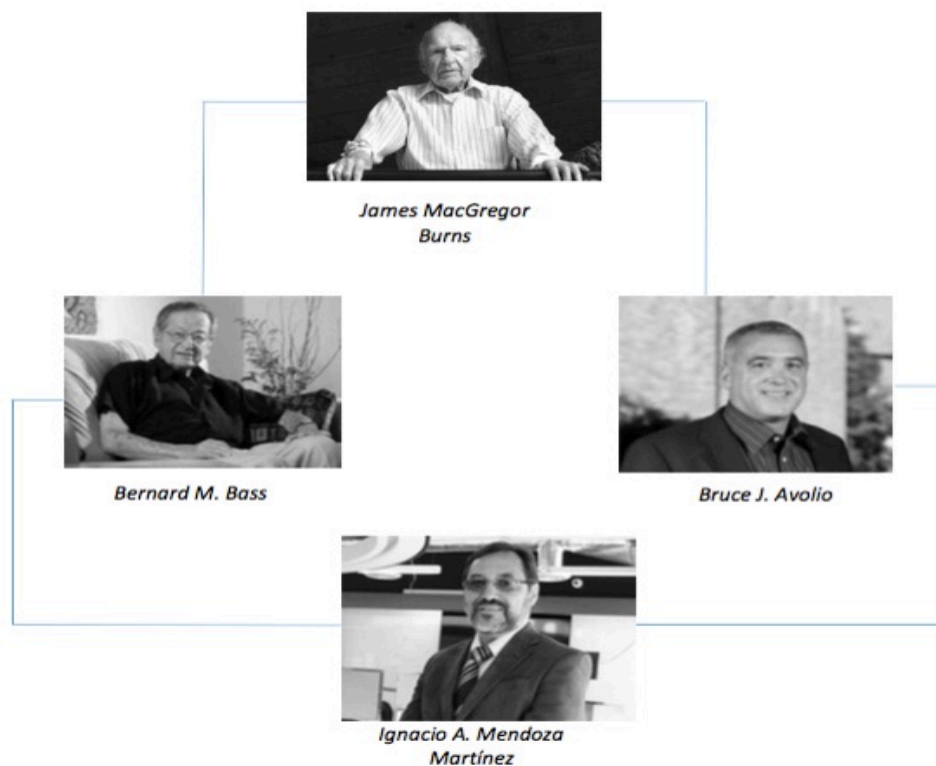 James MacGregor
Burns
Bernard M. Bass
Bruce J. Avolio
Ignacio A. Mendoza
Martínez